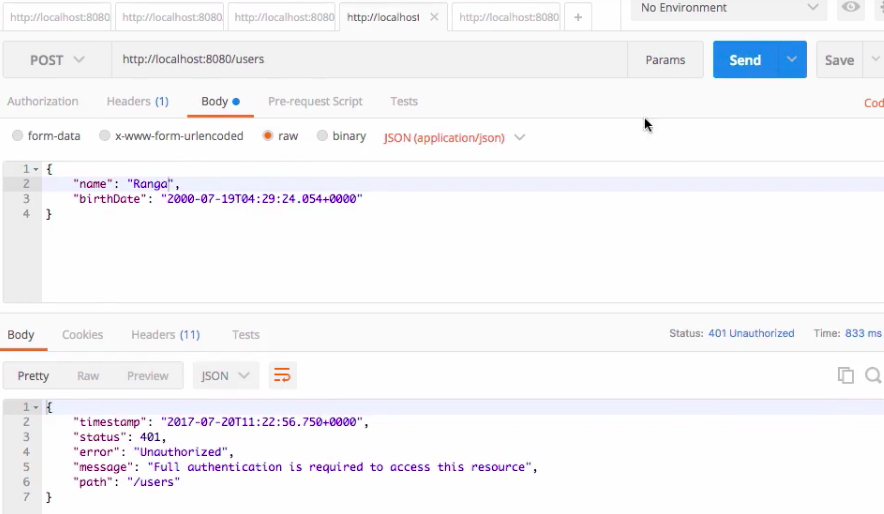 http://localhost:8080 http://localhost:8080. http://localhost:8080 http://localhost × http://localhost:8080 + No Environment
POST http://localhost:8080/users Params Send Save
Authorization Headers (1) Body Pre-request Script Tests Cod
form-data x-www-form-urlencoded raw binary JSON (application/json)
1 {
2 "name": "Ranga",
3 "birthDate": "2000-07-19T04:29:24.054+0000"
4 }
Body Cookies Headers (11) Tests Status: 401 Unauthorized Time: 833 ms
Pretty Raw Preview JSON
1 {
2 "timestamp": "2017-07-20T11:22:56.750+0000",
3 "status": 401,
4 "error": "Unauthorized",
5 "message": "Full authentication is required to access this resource",
6 "path": "/users"
7 }